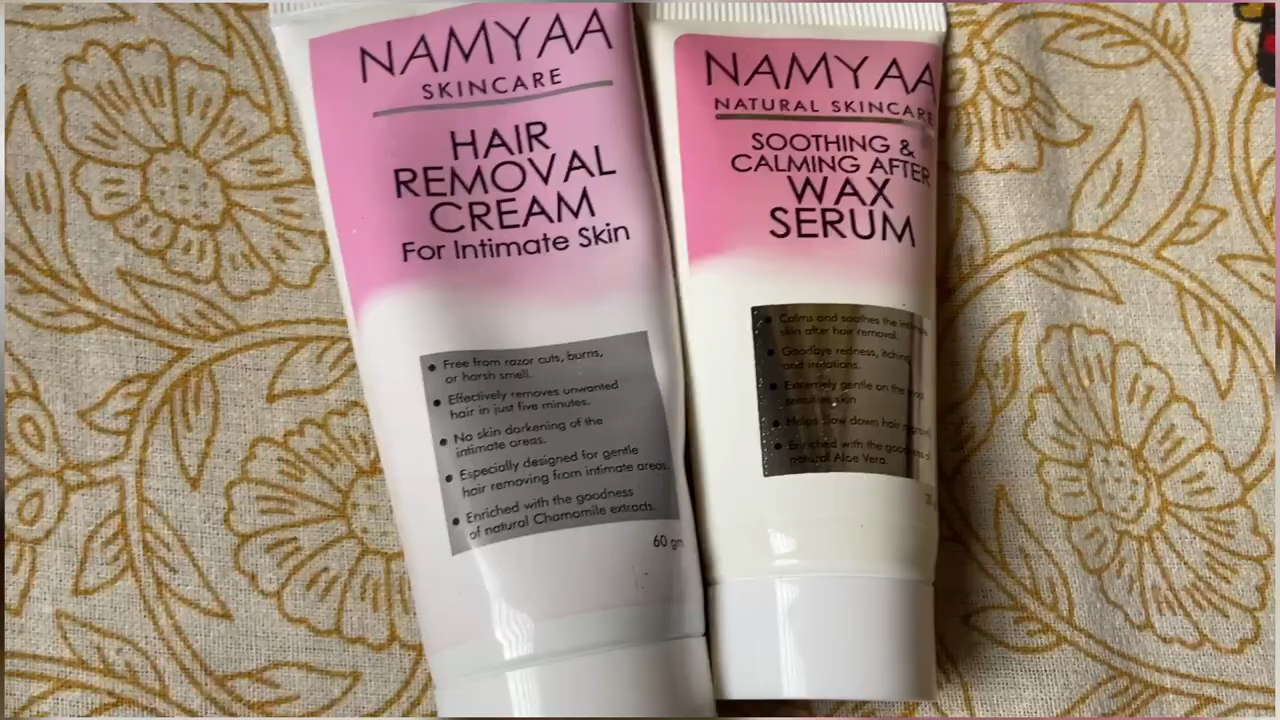 NAMYAA
SKINCARE
HAIR
REMOVAL
CREAM
For Intimate Skin
Free from razor cuts, burns,
or harsh smell.
Effectively removes unwanted
hair in just five minutes.
No skin darkening of the
intimate areas.
Especially designed for gentle
hair removing from intimate areas.
Enriched with the goodness
of natural Chamomile extracts.
60 gm
NAMYAA
NATURAL SKINCARE
SOOTHING &
CALMING AFTER
WAX
SERUM
Calms and soothes the
skin after hair removal.
Goodbye redness, itching
and irritations.
Extremely gentle on the
sensitive skin
Helps slow down hair
Enriched with the goodness of
natural Aloe Vera.